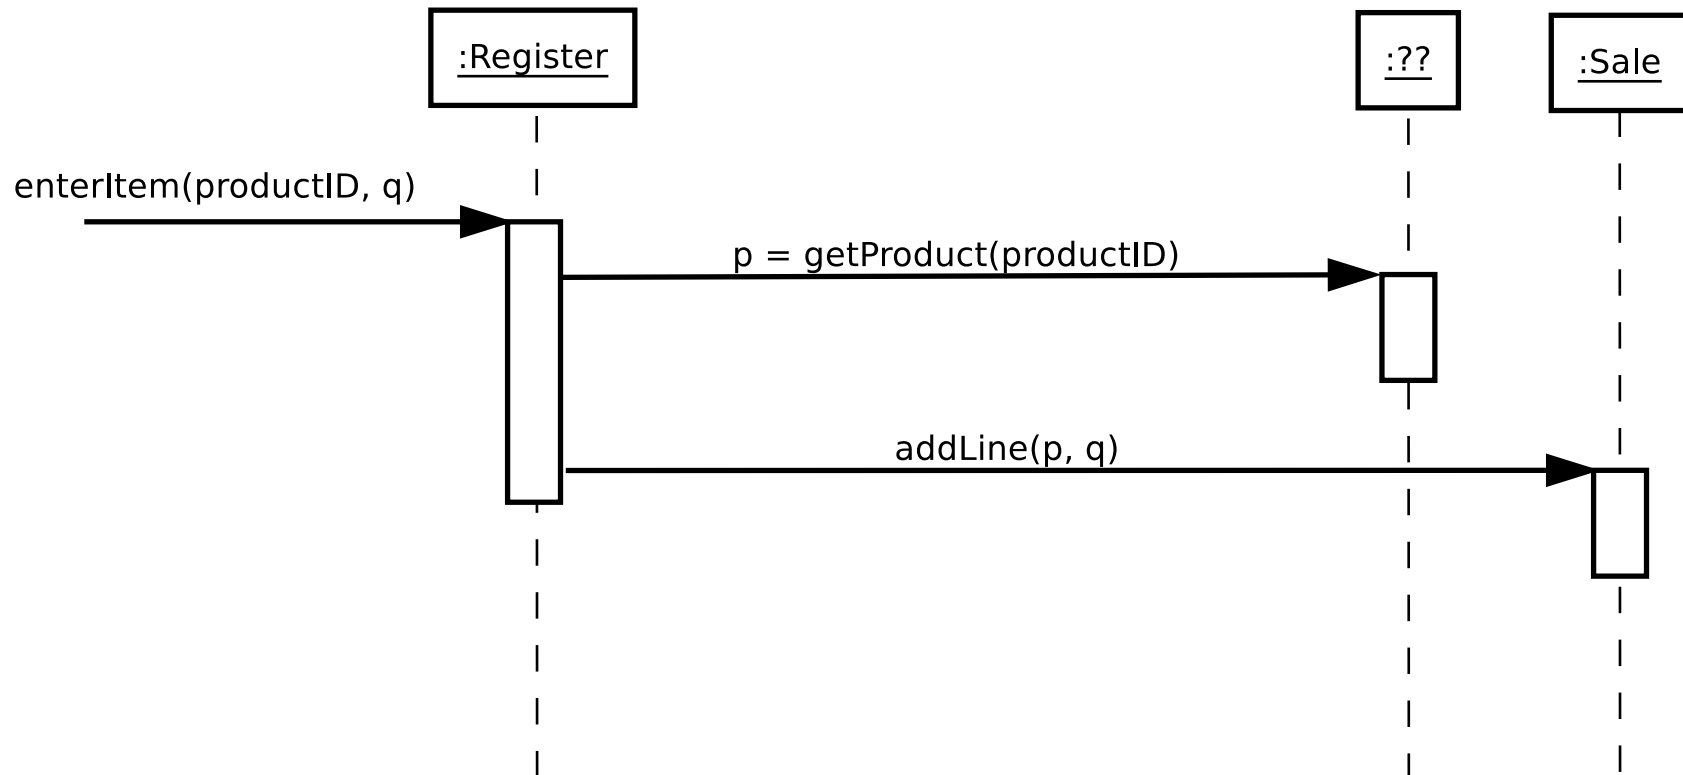 :Register
:??
:Sale
enterItem(productID, q)
p = getProduct(productID)
addLine(p, q)